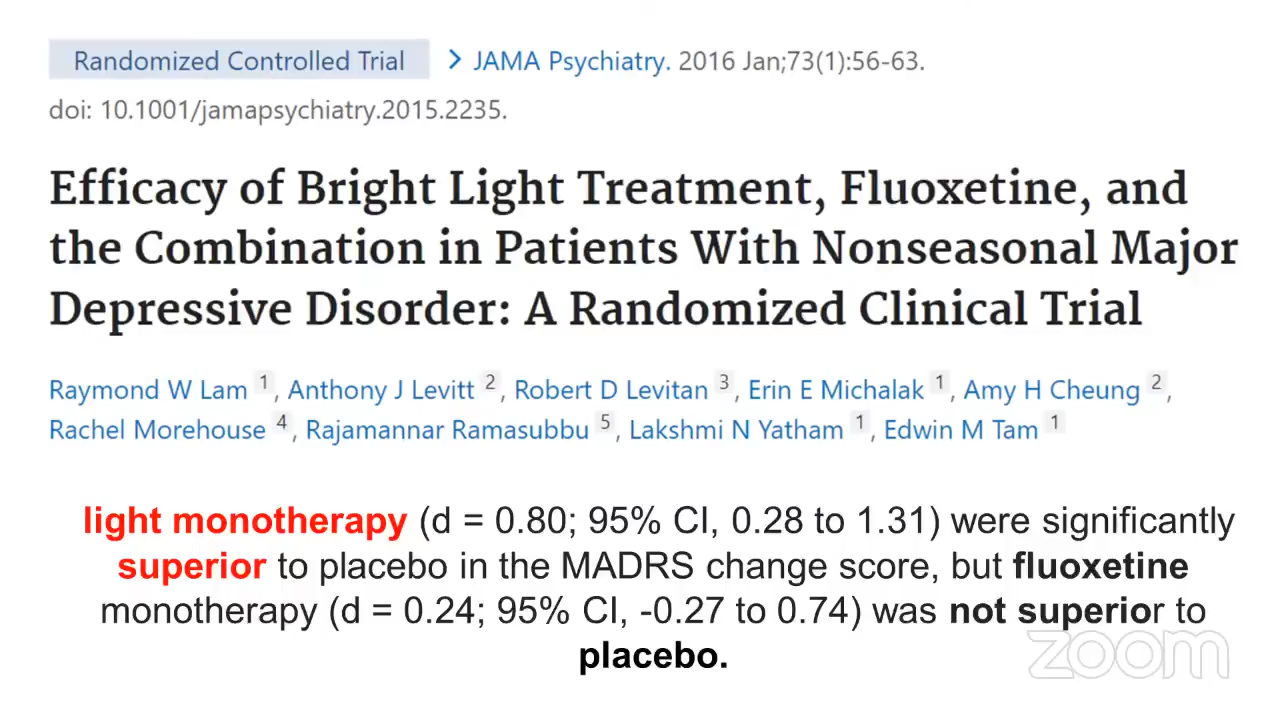 Randomized Controlled Trial > JAMA Psychiatry. 2016 Jan;73(1):56-63.
doi: 10.1001/jamapsychiatry.2015.2235.
Efficacy of Bright Light Treatment, Fluoxetine, and
the Combination in Patients With Nonseasonal Major
Depressive Disorder: A Randomized Clinical Trial
Raymond W Lam 1, Anthony J Levitt 2, Robert D Levitan 3, Erin E Michalak 1, Amy H Cheung 2,
Rachel Morehouse 4, Rajamannar Ramasubbu 5, Lakshmi N Yatham 1, Edwin M Tam 1
light monotherapy (d = 0.80; 95% CI, 0.28 to 1.31) were significantly
superior to placebo in the MADRS change score, but fluoxetine
monotherapy (d = 0.24; 95% CI, -0.27 to 0.74) was not superior to
placebo.
zoom